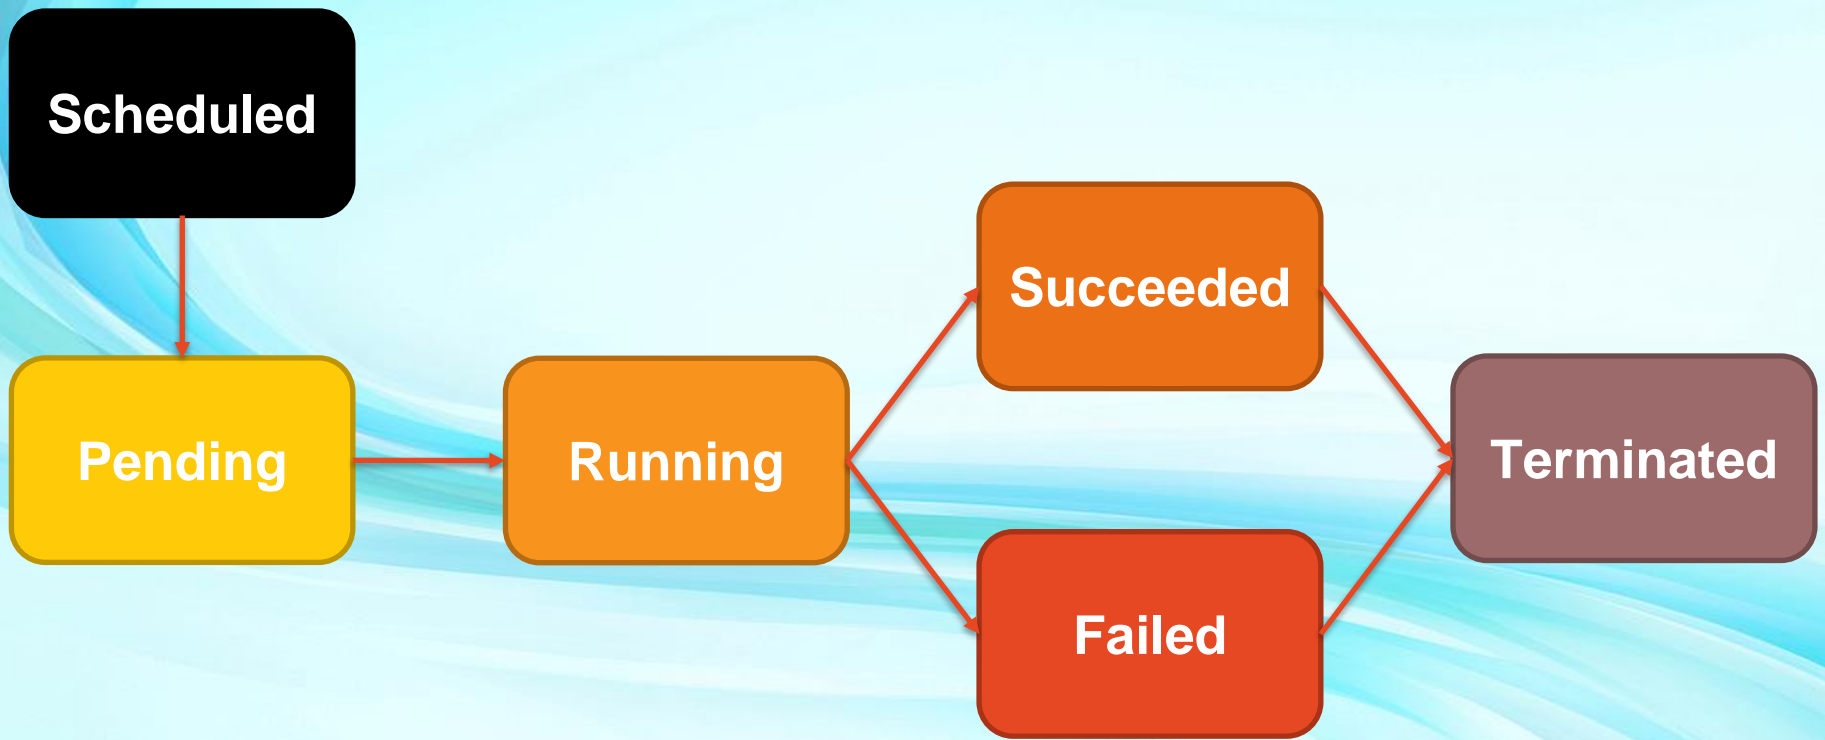 Scheduled
Pending
Running
Succeeded
Failed
Terminated